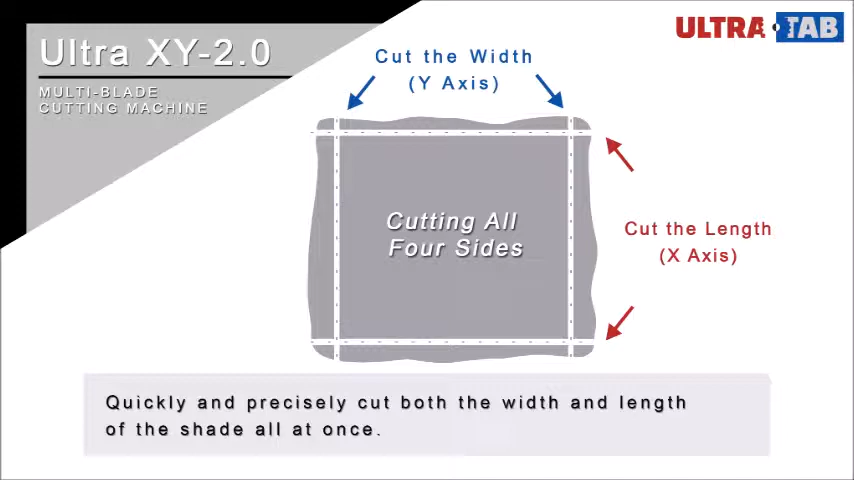 Ultra XY-2.0
MULTI-BLADE
CUTTING MACHINE
ULTRA TAB
Cut the Width
(Y Axis)
Cutting All
Four Sides
Cut the Length
(X Axis)
Quickly and precisely cut both the width and length
of the shade all at once.